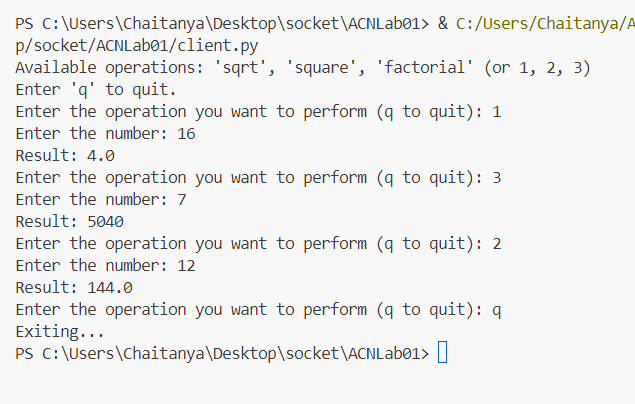 PS C:\Users\Chaitanya\Desktop\socket\ACNLab01> & C:/Users/Chaitanya/A
p/socket/ACNLab01/client.py
Available operations: 'sqrt', 'square', 'factorial' (or 1, 2, 3)
Enter 'q' to quit.
Enter the operation you want to perform (q to quit): 1
Enter the number: 16
Result: 4.0
Enter the operation you want to perform (q to quit): 3
Enter the number: 7
Result: 5040
Enter the operation you want to perform (q to quit): 2
Enter the number: 12
Result: 144.0
Enter the operation you want to perform (q to quit): q
Exiting...
PS C:\Users\Chaitanya\Desktop\socket\ACNLab01>